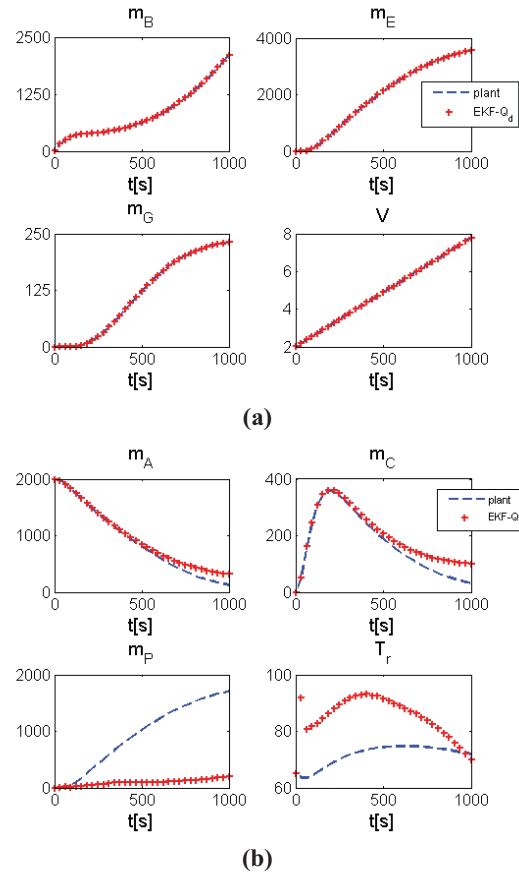 m_B
m_E
2500
1250
0
0 500 1000
t[s]
4000
2000
0
0 500 1000
t[s]
plant
EKF-Q_d
m_G
V
250
125
0
0 500 1000
t[s]
8
6
4
2
0 500 1000
t[s]
(a)
m_A
m_C
2000
1000
0
0 500 1000
t[s]
400
200
0
0 500 1000
t[s]
plant
EKF-Q
m_P
T_r
2000
1000
0
0 500 1000
t[s]
100
80
60
0 500 1000
t[s]
(b)